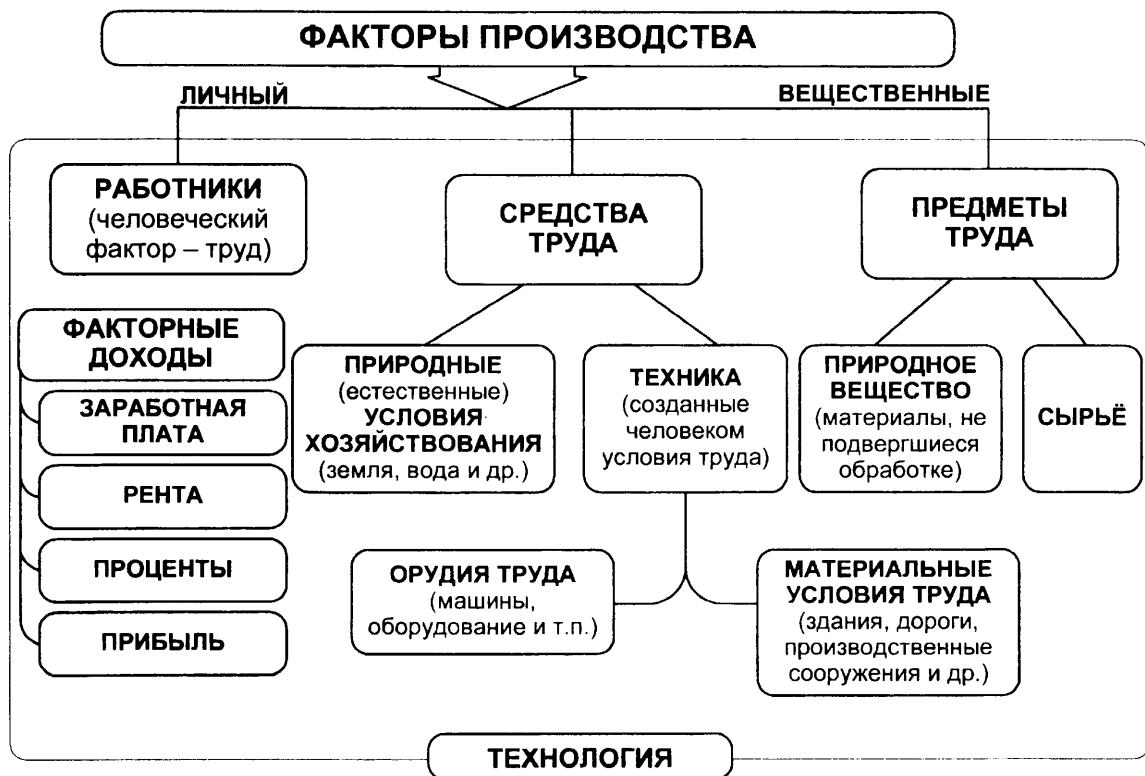 ФАКТОРЫ ПРОИЗВОДСТВА
ЛИЧНЫЙ
ВЕЩЕСТВЕННЫЕ
РАБОТНИКИ
(человеческий
фактор – труд)
СРЕДСТВА
ТРУДА
ПРЕДМЕТЫ
ТРУДА
ФАКТОРНЫЕ
ДОХОДЫ
ЗАРАБОТНАЯ
ПЛАТА
РЕНТА
ПРОЦЕНТЫ
ПРИБЫЛЬ
ПРИРОДНЫЕ
(естественные)
УСЛОВИЯ
ХОЗЯЙСТВОВАНИЯ
(земля, вода и др.)
ТЕХНИКА
(созданные
человеком
условия труда)
ПРИРОДНОЕ
ВЕЩЕСТВО
(материалы, не
подвергшиеся
обработке)
СЫРЬЁ
ОРУДИЯ ТРУДА
(машины,
оборудование и т.п.)
МАТЕРИАЛЬНЫЕ
УСЛОВИЯ ТРУДА
(здания, дороги,
производственные
сооружения и др.)
ТЕХНОЛОГИЯ